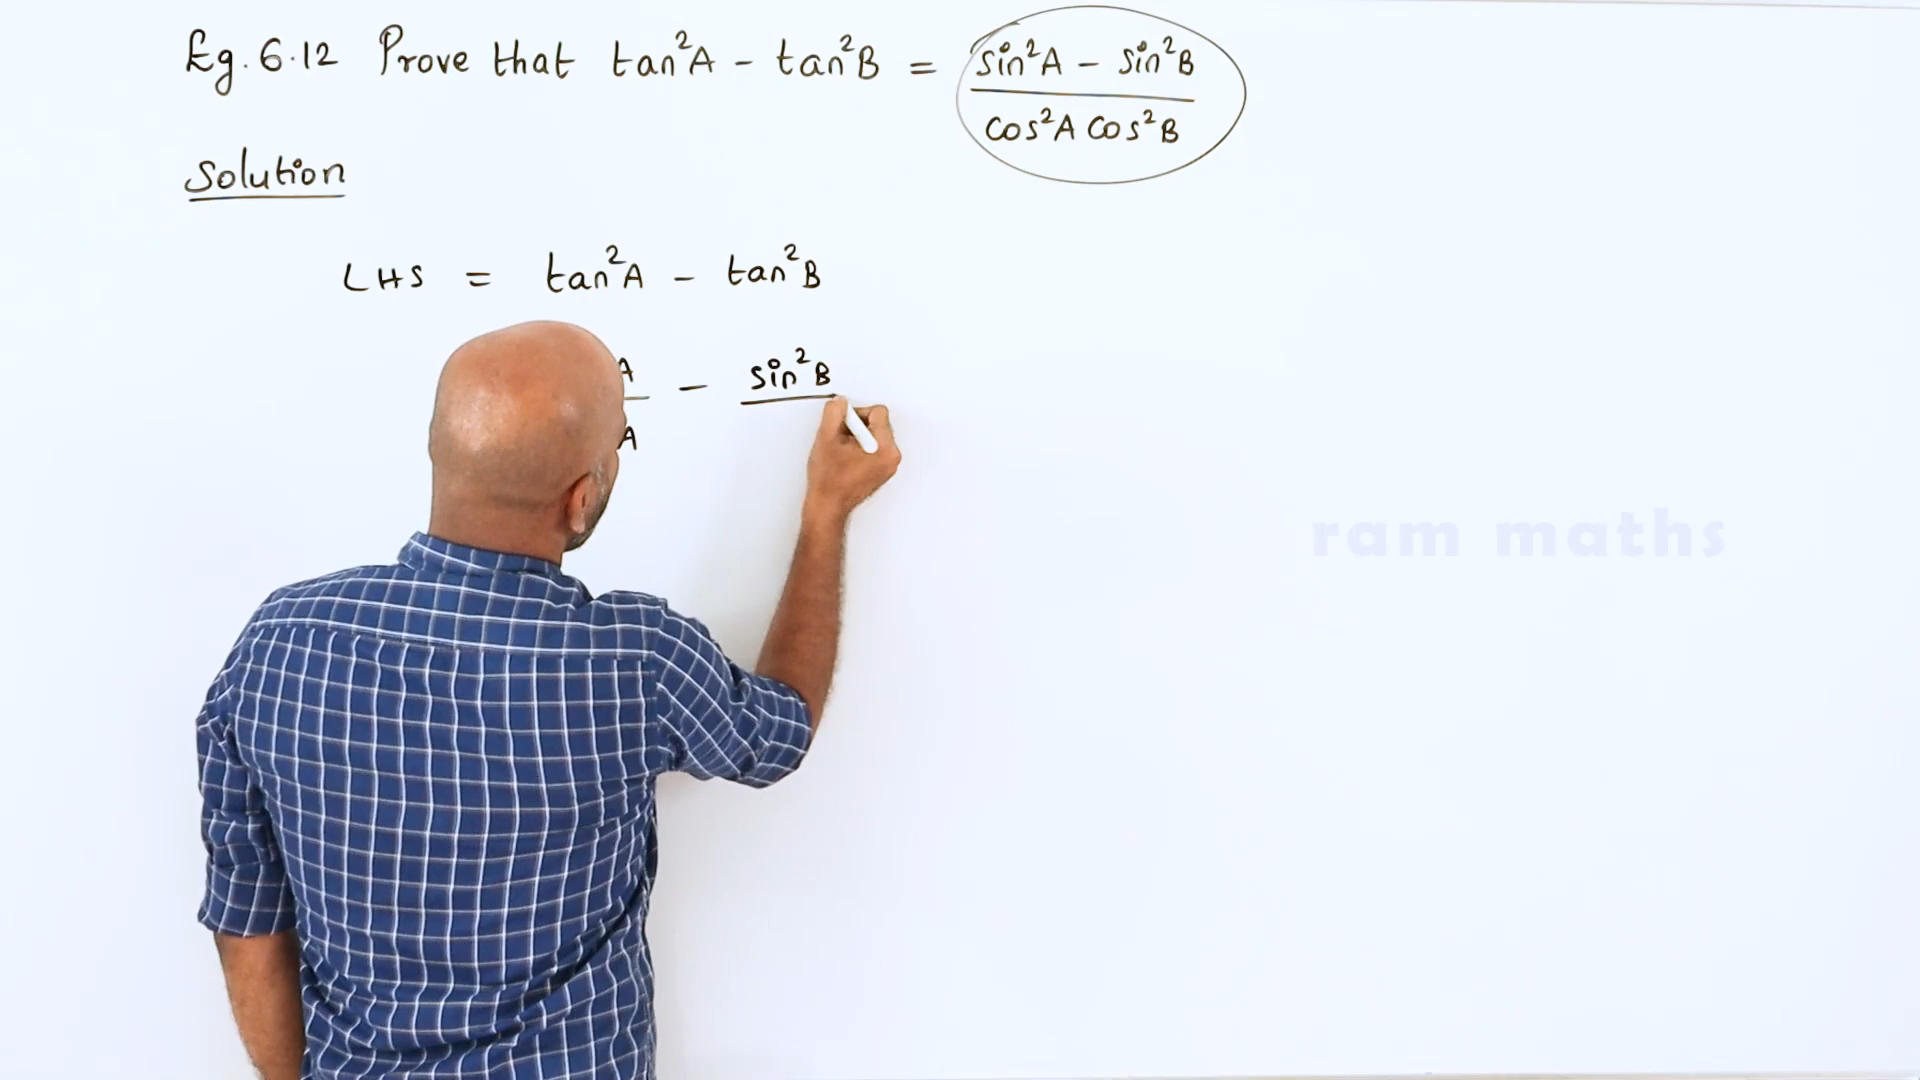 Eg. 6.12 Prove that tan²A - tan²B = sin²A - sin²B
cos²A cos²B
Solution
LHS = tan²A - tan²B
A - sin²B
A
ram maths